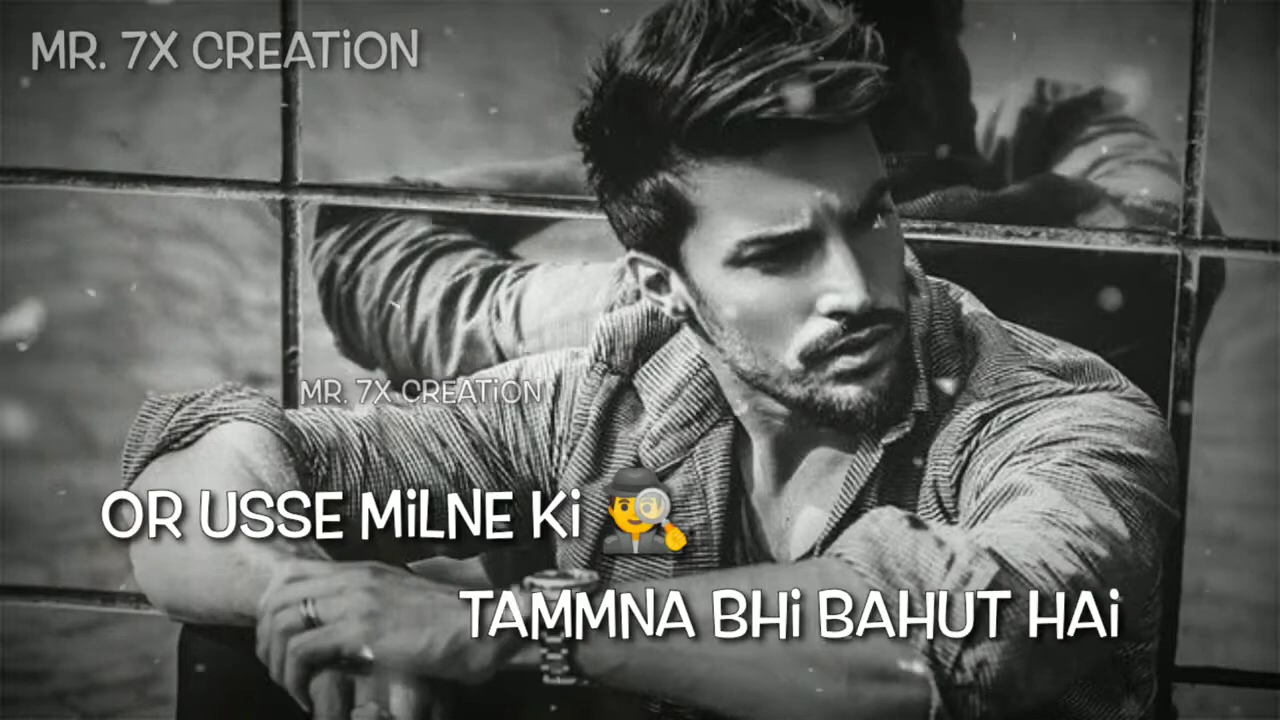 MR. 7X CREATiON
MR. 7X CREATiON
OR USSE MiLNE Ki
TAMMNA BHi BAHUT HAi